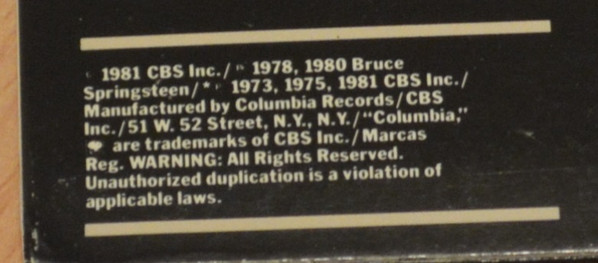 1981 CBS Inc./ 1978, 1980 Bruce
Springsteen/* 1973, 1975, 1981 CBS Inc./
Manufactured by Columbia Records/CBS
Inc./51 W. 52 Street, N.Y., N.Y./"Columbia,"
are trademarks of CBS Inc./Marcas
Reg. WARNING: All Rights Reserved.
Unauthorized duplication is a violation of
applicable laws.